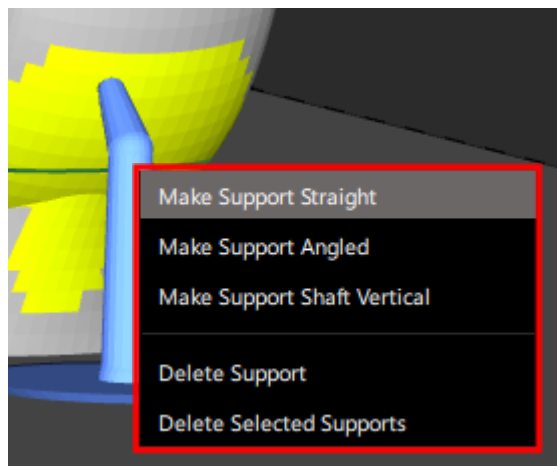 Make Support Straight
Make Support Angled
Make Support Shaft Vertical
Delete Support
Delete Selected Supports